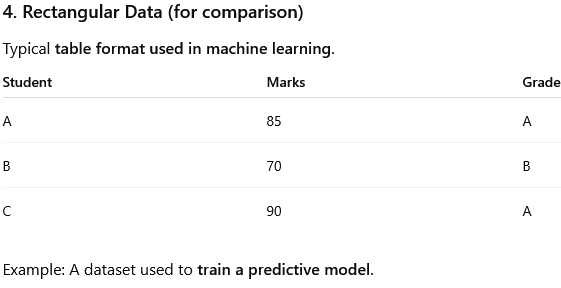 4. Rectangular Data (for comparison)
Typical table format used in machine learning.
Student Marks Grade
A 85 A
B 70 B
C 90 A
Example: A dataset used to train a predictive model.